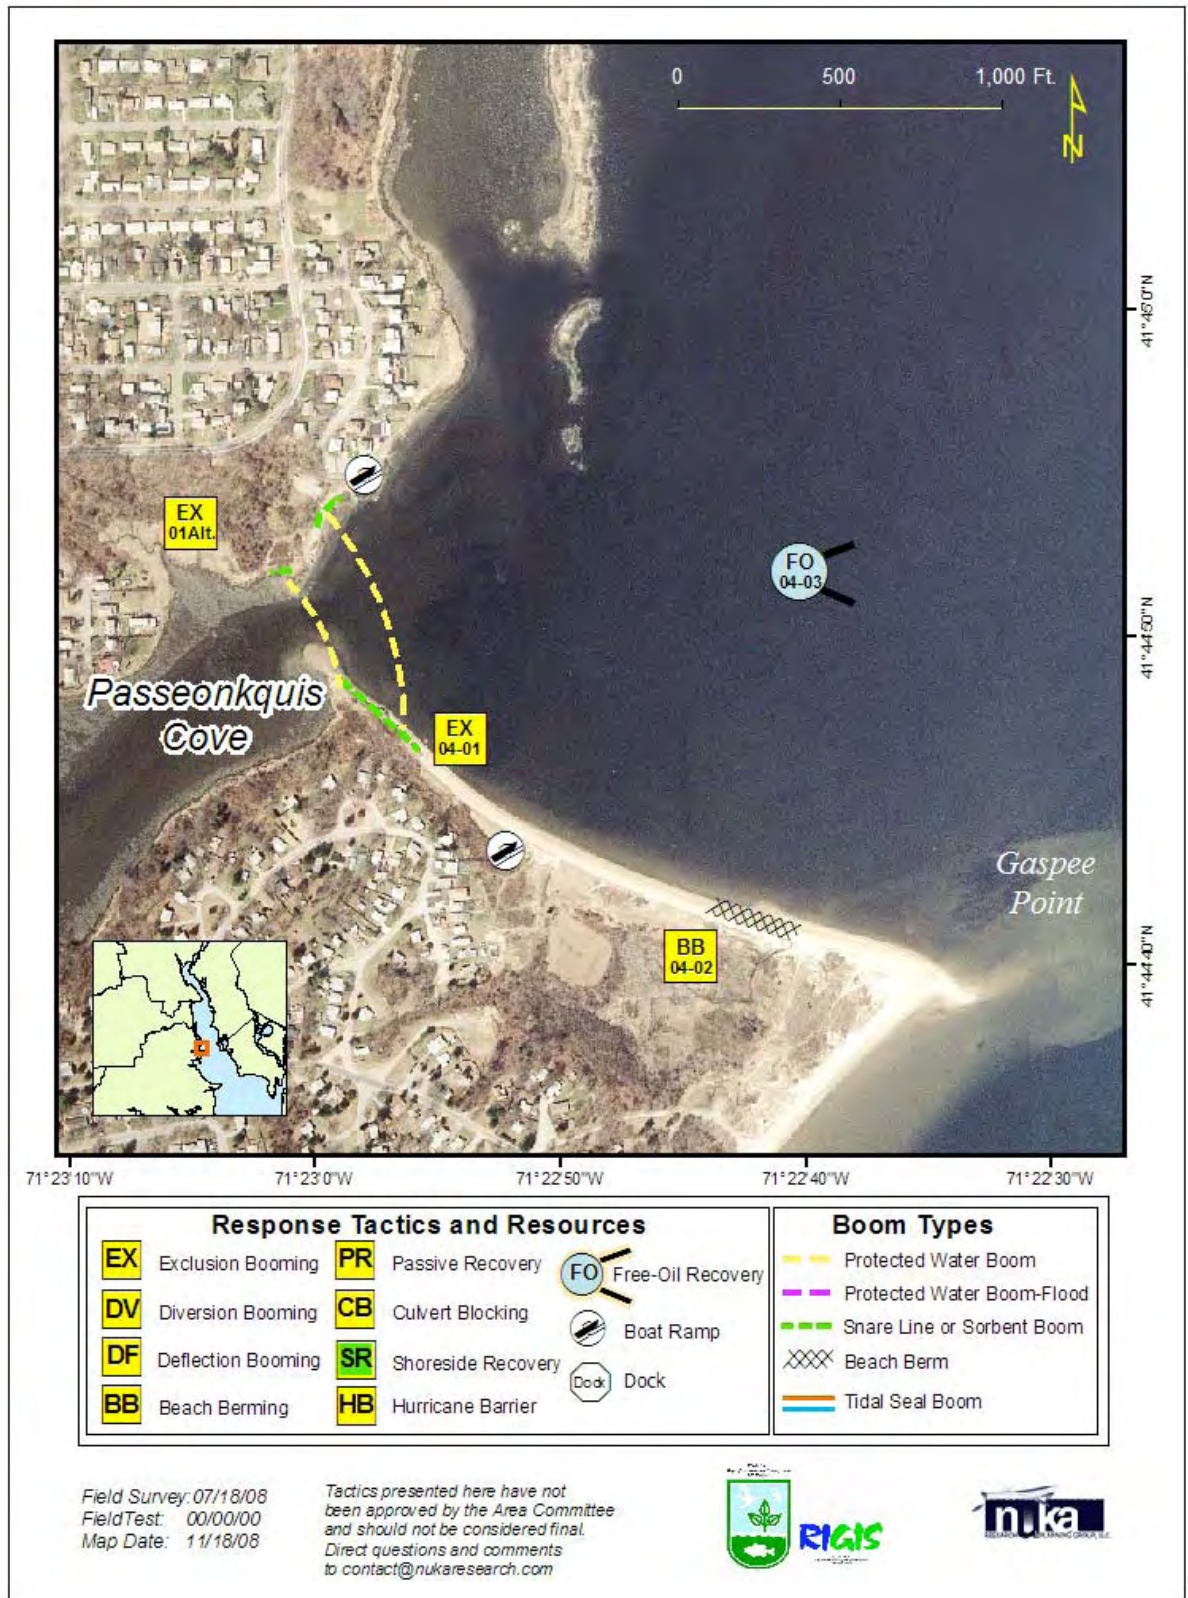 0 500 1,000 Ft.
N
41°45'0"N
EX
01Alt.
FO
04-03
41°44'50"N
Passeonkquis
Cove
EX
04-01
Gaspee
Point
BB
04-02
41°44'40"N
71°23'10"W 71°23'0"W 71°22'50"W 71°22'40"W 71°22'30"W
Response Tactics and Resources
EX Exclusion Booming
DV Diversion Booming
DF Deflection Booming
BB Beach Berming
PR Passive Recovery
CB Culvert Blocking
SR Shoreside Recovery
HB Hurricane Barrier
FO Free-Oil Recovery
Boat Ramp
Dock Dock
Boom Types
Protected Water Boom
Protected Water Boom-Flood
Snare Line or Sorbent Boom
Beach Berm
Tidal Seal Boom
Field Survey: 07/18/08
FieldTest: 00/00/00
Map Date: 11/18/08
Tactics presented here have not
been approved by the Area Committee
and should not be considered final.
Direct questions and comments
to contact@nukaresearch.com
RIGIS
nuka